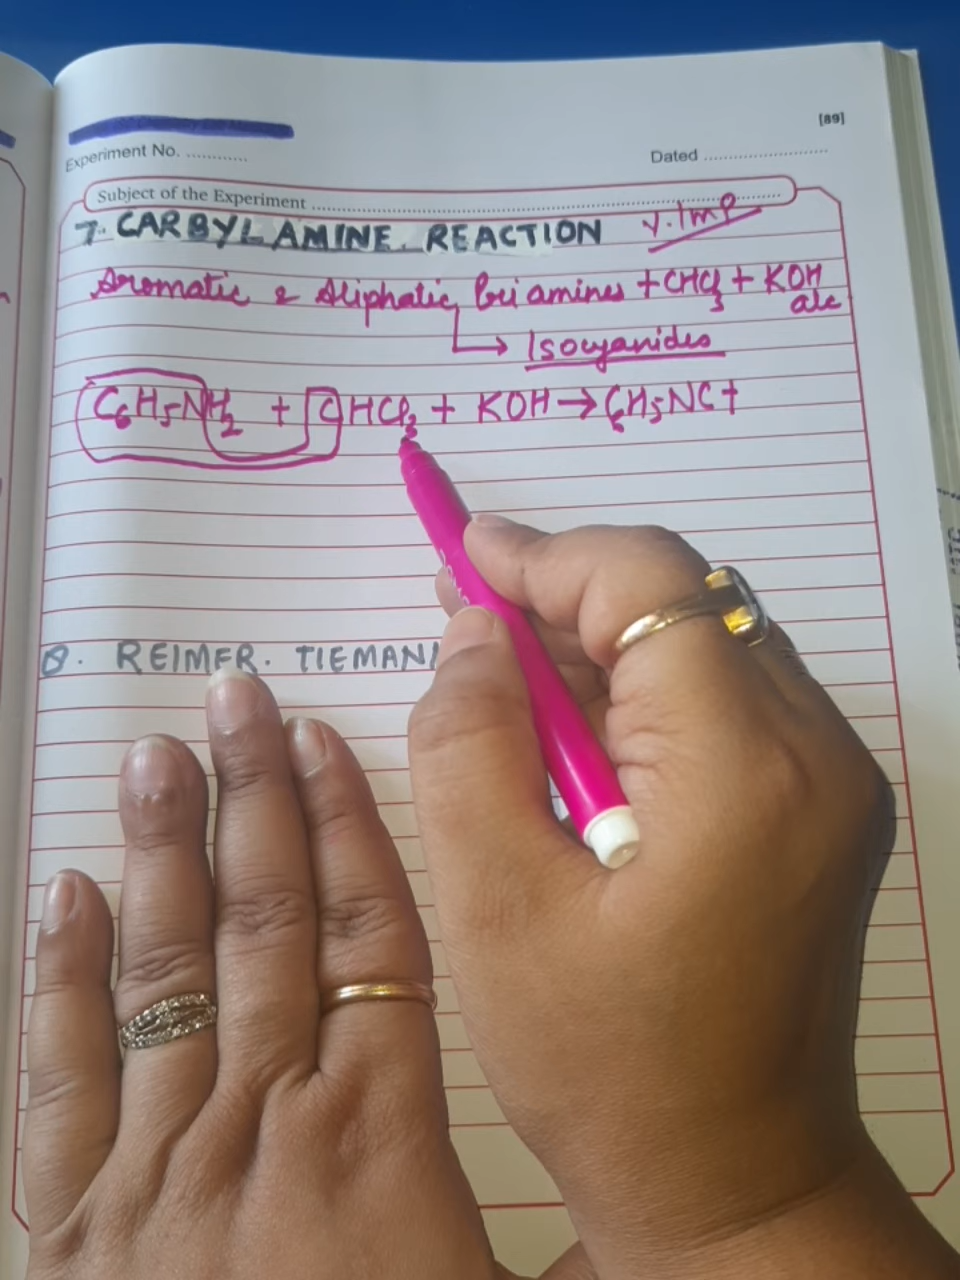 [89]
Experiment No. ............
Dated ........................
Subject of the Experiment ........................
7. CARBYLAMINE. REACTION V.Imp
Aromatic & Aliphatic Pri amines + CHCl3 + KOH
alc
Isocyanides
C6H5NH2 + CHCl3 + KOH → C6H5NC +
8. REIMER. TIEMAN